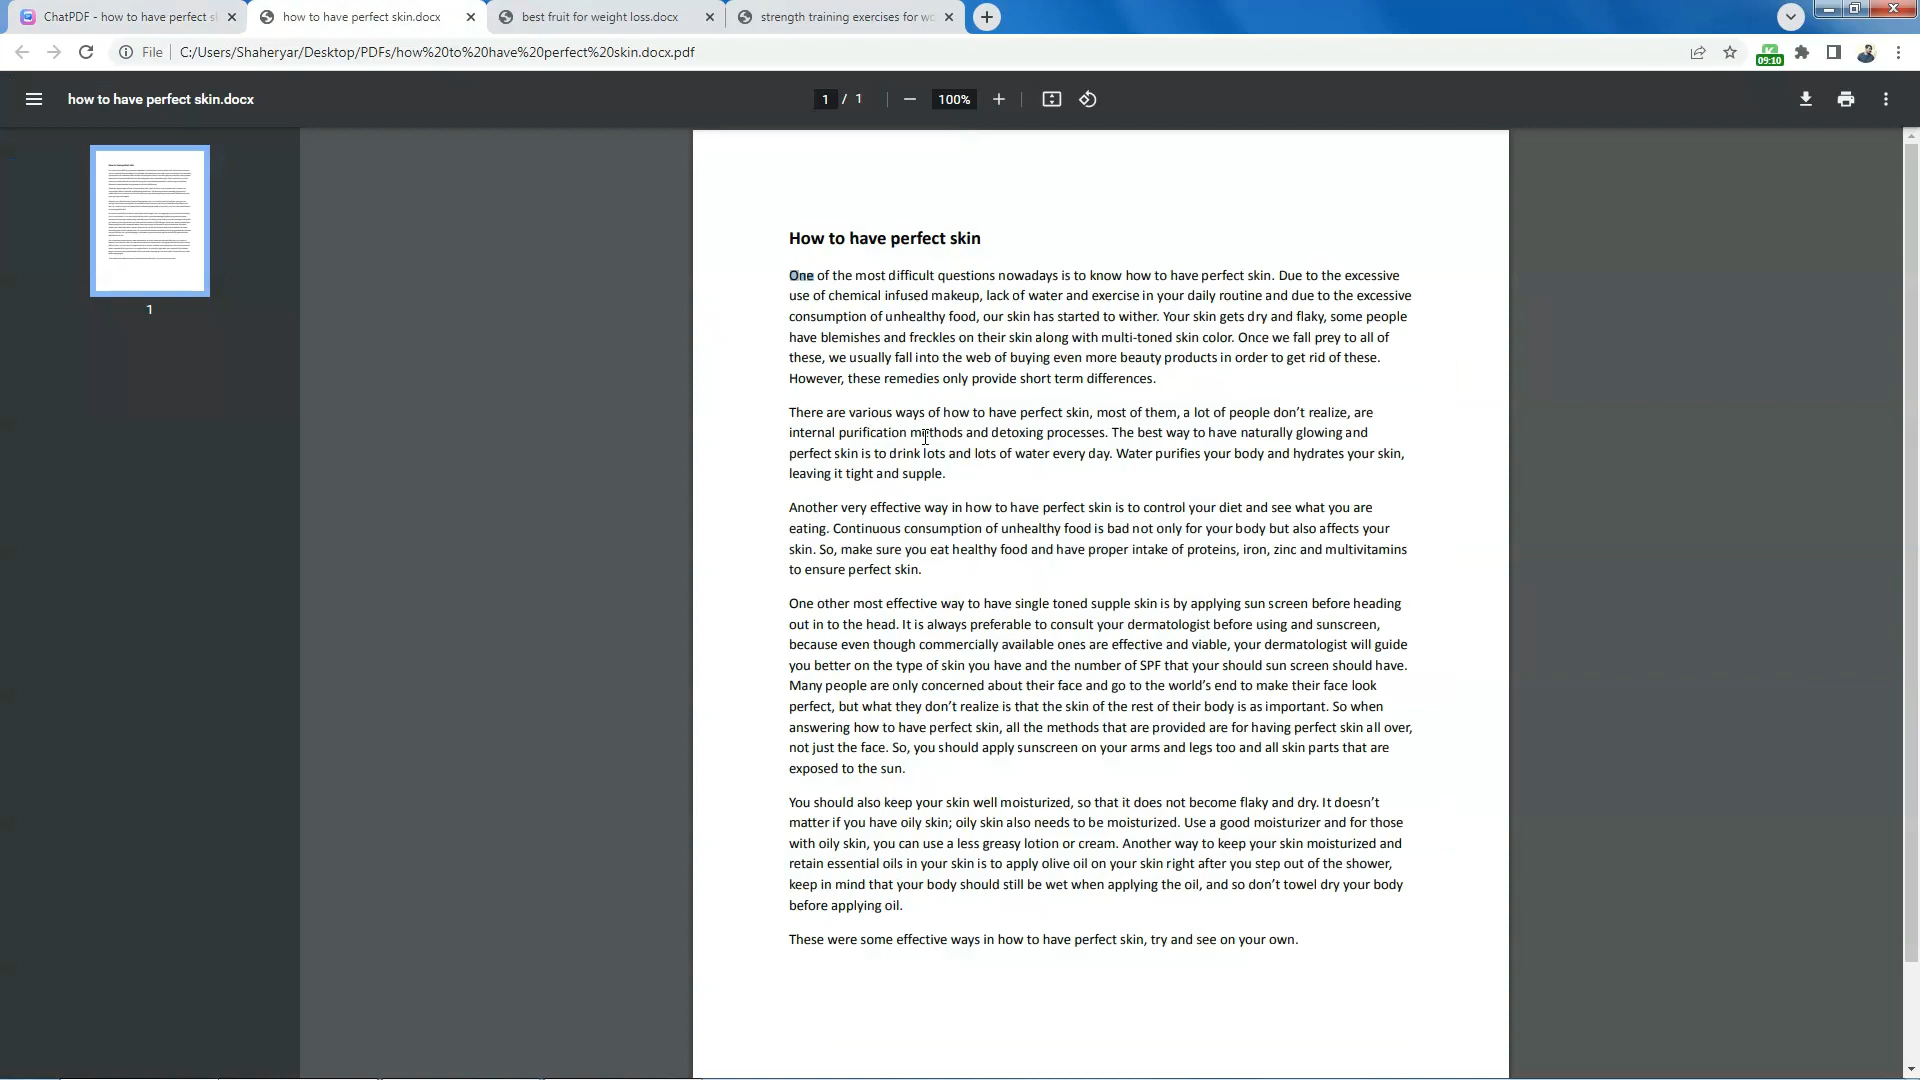 ChatPDF - how to have perfect s
how to have perfect skin.docx
best fruit for weight loss.docx
strength training exercises for wo
File
C:/Users/Shaheryar/Desktop/PDFs/how%20to%20have%20perfect%20skin.docx.pdf
09:10
how to have perfect skin.docx
1 / 1
100%
1
How to have perfect skin
One of the most difficult questions nowadays is to know how to have perfect skin. Due to the excessive
use of chemical infused makeup, lack of water and exercise in your daily routine and due to the excessive
consumption of unhealthy food, our skin has started to wither. Your skin gets dry and flaky, some people
have blemishes and freckles on their skin along with multi-toned skin color. Once we fall prey to all of
these, we usually fall into the web of buying even more beauty products in order to get rid of these.
However, these remedies only provide short term differences.
There are various ways of how to have perfect skin, most of them, a lot of people don’t realize, are
internal purification methods and detoxing processes. The best way to have naturally glowing and
perfect skin is to drink lots and lots of water every day. Water purifies your body and hydrates your skin,
leaving it tight and supple.
Another very effective way in how to have perfect skin is to control your diet and see what you are
eating. Continuous consumption of unhealthy food is bad not only for your body but also affects your
skin. So, make sure you eat healthy food and have proper intake of proteins, iron, zinc and multivitamins
to ensure perfect skin.
One other most effective way to have single toned supple skin is by applying sun screen before heading
out in to the head. It is always preferable to consult your dermatologist before using and sunscreen,
because even though commercially available ones are effective and viable, your dermatologist will guide
you better on the type of skin you have and the number of SPF that your should sun screen should have.
Many people are only concerned about their face and go to the world’s end to make their face look
perfect, but what they don’t realize is that the skin of the rest of their body is as important. So when
answering how to have perfect skin, all the methods that are provided are for having perfect skin all over,
not just the face. So, you should apply sunscreen on your arms and legs too and all skin parts that are
exposed to the sun.
You should also keep your skin well moisturized, so that it does not become flaky and dry. It doesn’t
matter if you have oily skin; oily skin also needs to be moisturized. Use a good moisturizer and for those
with oily skin, you can use a less greasy lotion or cream. Another way to keep your skin moisturized and
retain essential oils in your skin is to apply olive oil on your skin right after you step out of the shower,
keep in mind that your body should still be wet when applying the oil, and so don’t towel dry your body
before applying oil.
These were some effective ways in how to have perfect skin, try and see on your own.